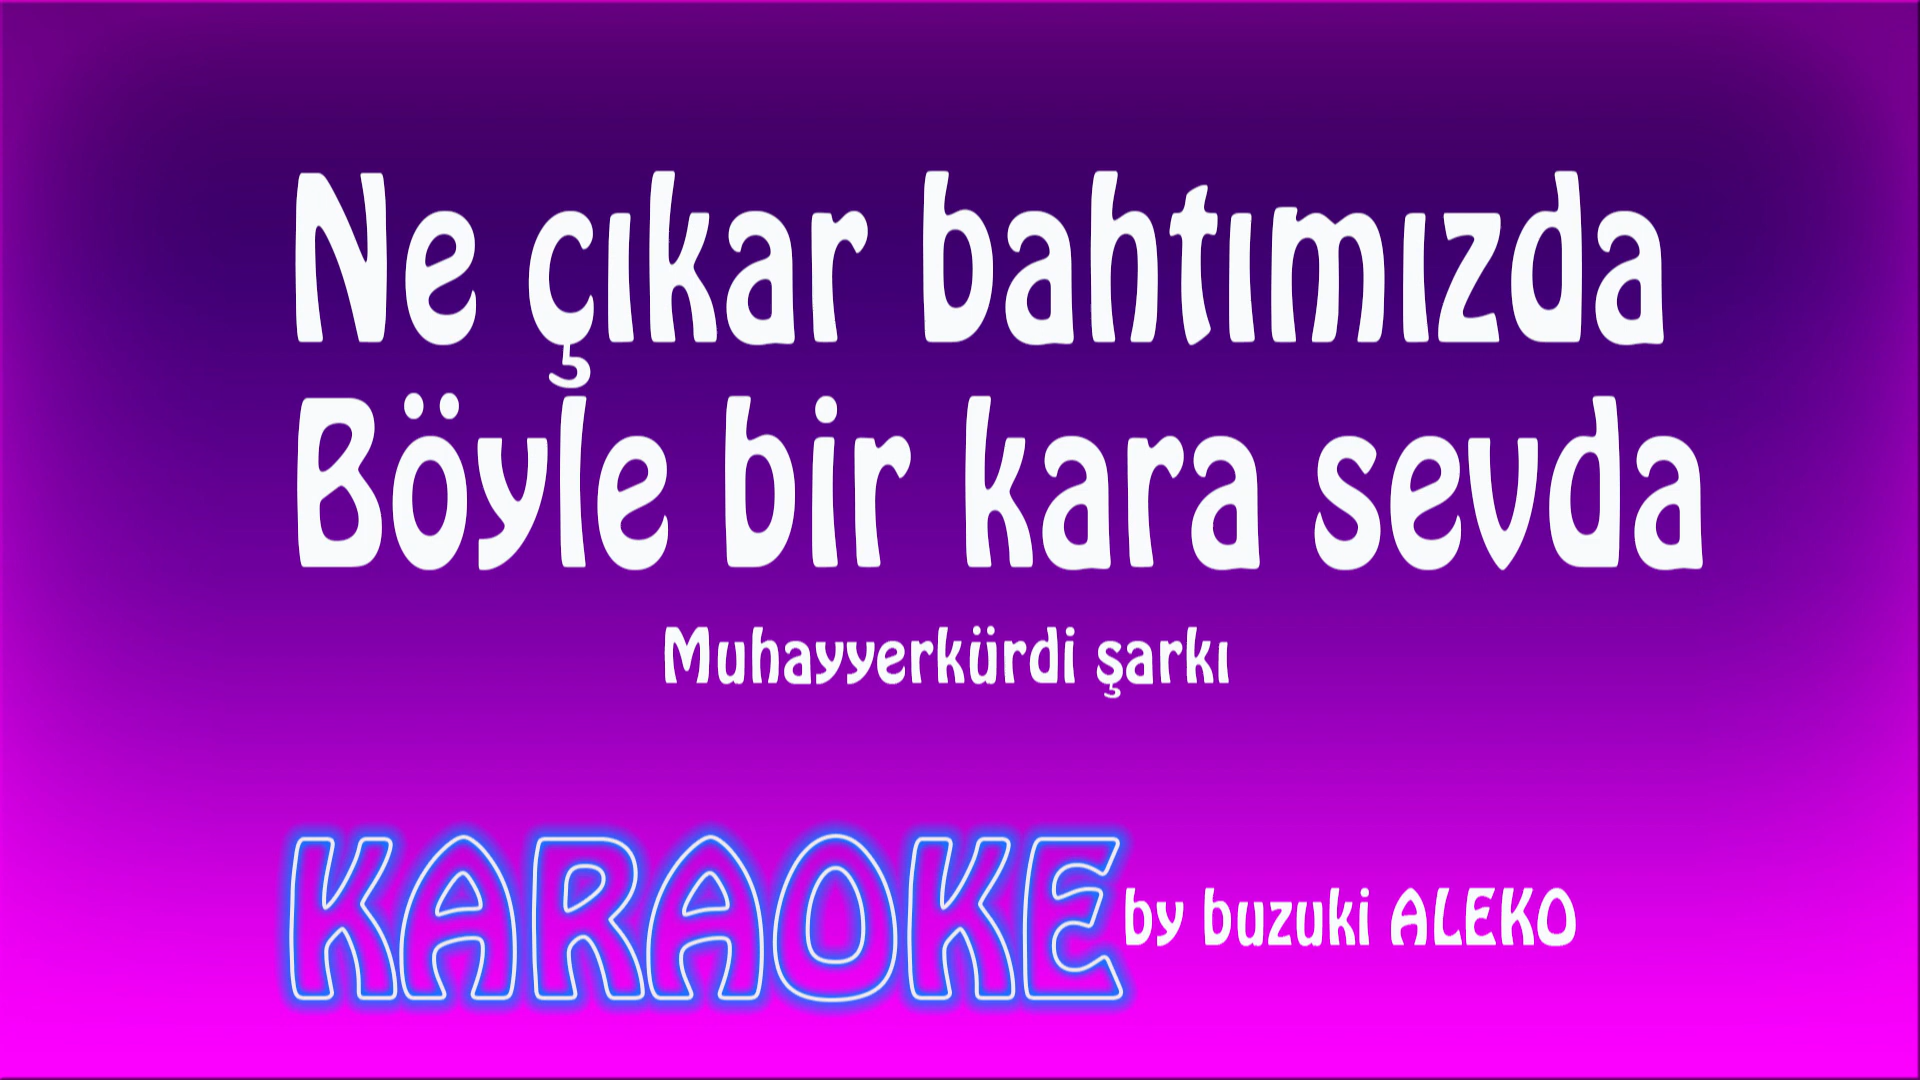 Ne çıkar bahtımızda
Böyle bir kara sevda
Muhayyerkürdi şarkı
KARAOKE by buzuki ALEKO